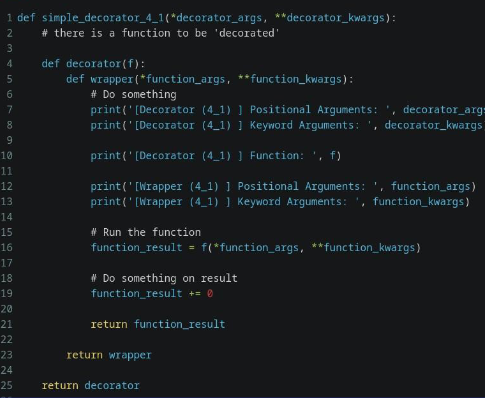 1 def simple_decorator_4_1(*decorator_args, **decorator_kwargs):
2 # there is a function to be 'decorated'
3
4 def decorator(f):
5 def wrapper(*function_args, **function_kwargs):
6 # Do something
7 print('[Decorator (4_1) ] Positional Arguments: ', decorator_args
8 print('[Decorator (4_1) ] Keyword Arguments: ', decorator_kwargs
9
10 print('[Decorator (4_1) ] Function: ', f)
11
12 print('[Wrapper (4_1) ] Positional Arguments: ', function_args)
13 print('[Wrapper (4_1) ] Keyword Arguments: ', function_kwargs)
14
15 # Run the function
16 function_result = f(*function_args, **function_kwargs)
17
18 # Do something on result
19 function_result += 0
20
21 return function_result
22
23 return wrapper
24
25 return decorator